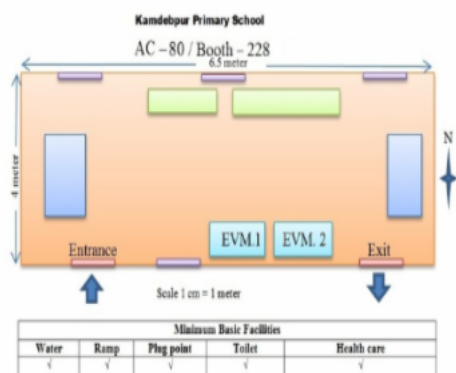 Kamdebpur Primary School
AC -80 / Booth - 228
6.5 meter
4 meter
N
EVM.1 EVM. 2
Entrance Exit
Scale 1 cm = 1 meter
Minimum Basic Facilities
Water Ramp Plug point Toilet Health care
√ √ √ √ √